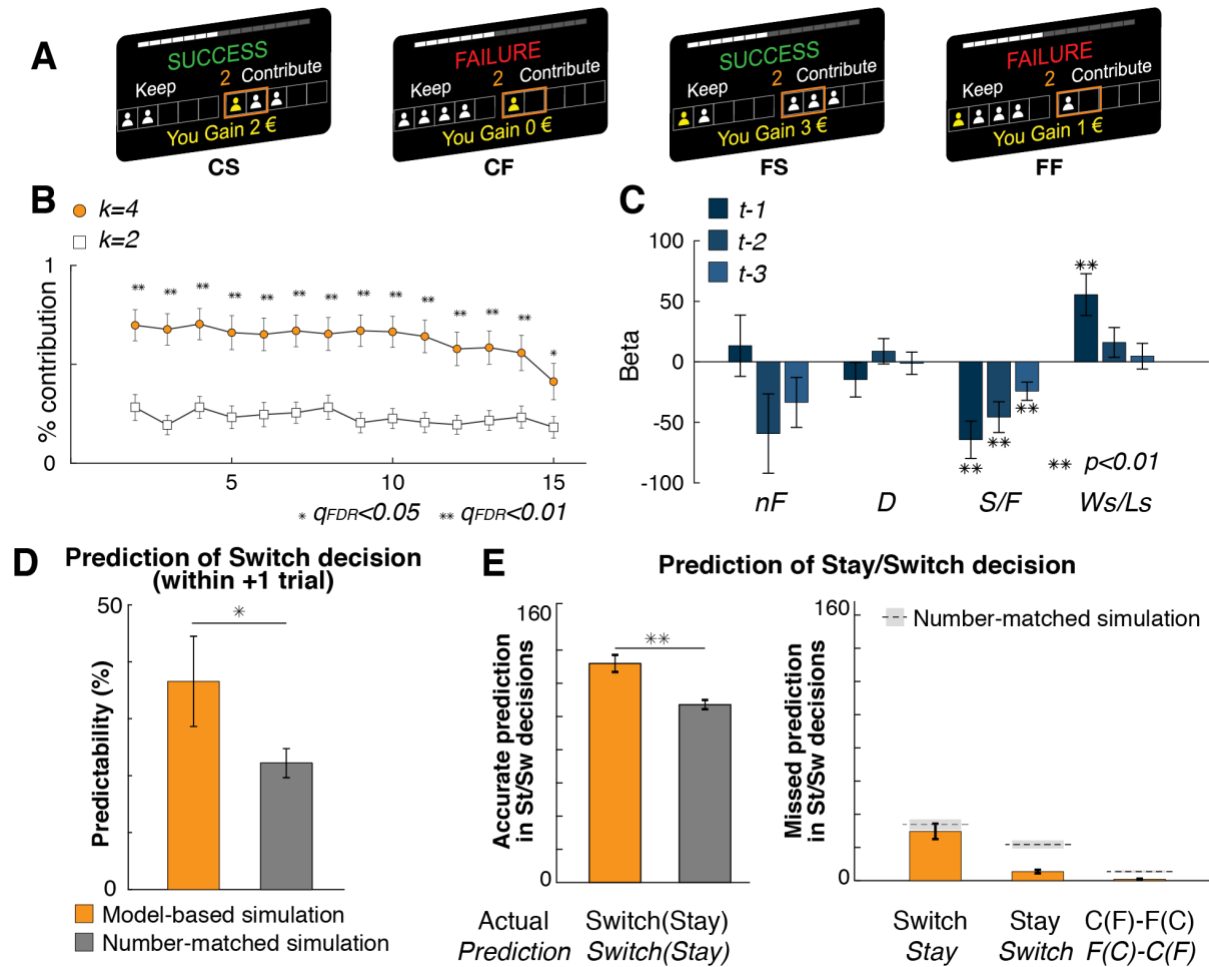 A
SUCCESS
Keep 2 Contribute
You Gain 2 €
CS
FAILURE
Keep 2 Contribute
You Gain 0 €
CF
SUCCESS
Keep 2 Contribute
You Gain 3 €
FS
FAILURE
Keep 2 Contribute
You Gain 1 €
FF
B
k=4
k=2
% contribution
1
0
5 10 15
* qFDR<0.05 ** qFDR<0.01
** ** ** ** ** ** ** ** ** ** ** ** ** *
C
t-1
t-2
t-3
Beta
100
50
0
-50
-100
**
** ** **
** p<0.01
nF D S/F Ws/Ls
D
Prediction of Switch decision
(within +1 trial)
Predictability (%)
50
0
*
Model-based simulation
Number-matched simulation
E
Prediction of Stay/Switch decision
Accurate prediction
in St/Sw decisions
160
0
**
Actual Switch(Stay)
Prediction Switch(Stay)
Missed prediction
in St/Sw decisions
160
0
Number-matched simulation
Switch Stay C(F)-F(C)
Stay Switch F(C)-C(F)